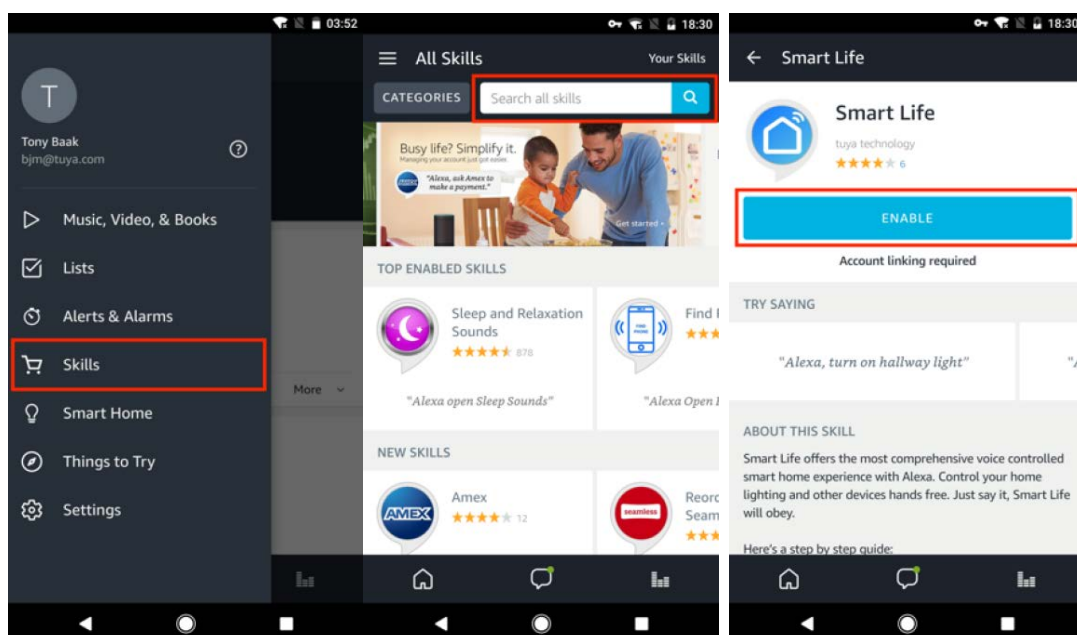 03:52
T
Tony Baak
bjm@tuya.com
Music, Video, & Books
Lists
Alerts & Alarms
Skills
More
Smart Home
Things to Try
Settings
18:30
All Skills
Your Skills
CATEGORIES
Search all skills
Busy life? Simplify it.
Managing your account just got easier.
"Alexa, ask Amex to
make a payment."
Get started
TOP ENABLED SKILLS
Sleep and Relaxation
Sounds
878
"Alexa open Sleep Sounds"
Find
FIND
PHONE
"Alexa Open
NEW SKILLS
AMEX
Amex
12
seamless
Reorc
Seam
18:30
Smart Life
Smart Life
tuya technology
6
ENABLE
Account linking required
TRY SAYING
"Alexa, turn on hallway light"
ABOUT THIS SKILL
Smart Life offers the most comprehensive voice controlled
smart home experience with Alexa. Control your home
lighting and other devices hands free. Just say it, Smart Life
will obey.
Here's a step by step guide: